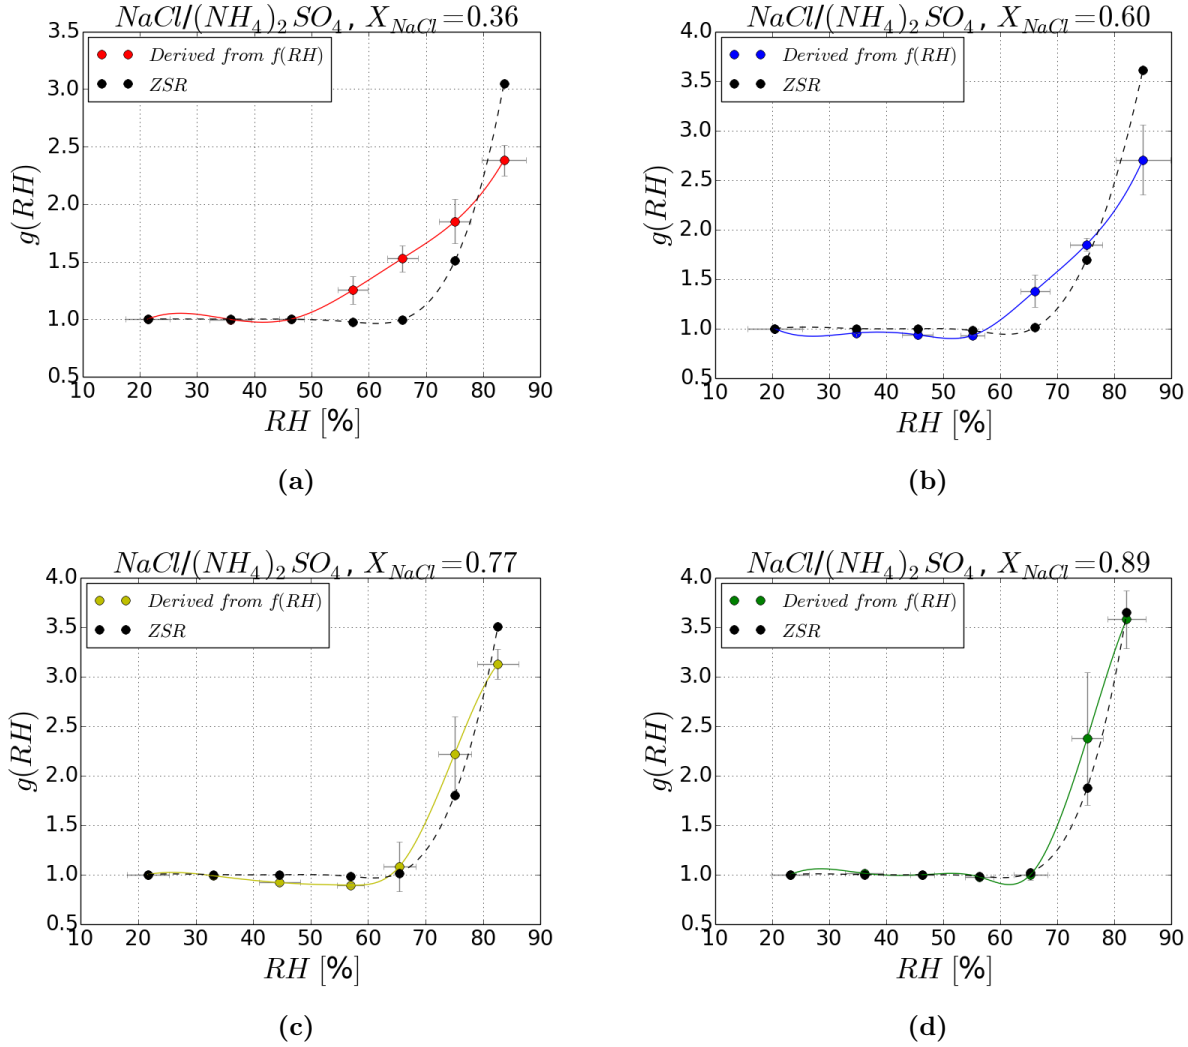 NaCl/(NH₄)₂SO₄, X_NaCl=0.36
3.5
3.0
2.5
2.0
1.5
1.0
0.5
g(RH)
Derived from f(RH)
ZSR
10 20 30 40 50 60 70 80 90
RH [%]
(a)
NaCl/(NH₄)₂SO₄, X_NaCl=0.60
4.0
3.5
3.0
2.5
2.0
1.5
1.0
0.5
g(RH)
Derived from f(RH)
ZSR
10 20 30 40 50 60 70 80 90
RH [%]
(b)
NaCl/(NH₄)₂SO₄, X_NaCl=0.77
4.0
3.5
3.0
2.5
2.0
1.5
1.0
0.5
g(RH)
Derived from f(RH)
ZSR
10 20 30 40 50 60 70 80 90
RH [%]
(c)
NaCl/(NH₄)₂SO₄, X_NaCl=0.89
4.0
3.5
3.0
2.5
2.0
1.5
1.0
0.5
g(RH)
Derived from f(RH)
ZSR
10 20 30 40 50 60 70 80 90
RH [%]
(d)